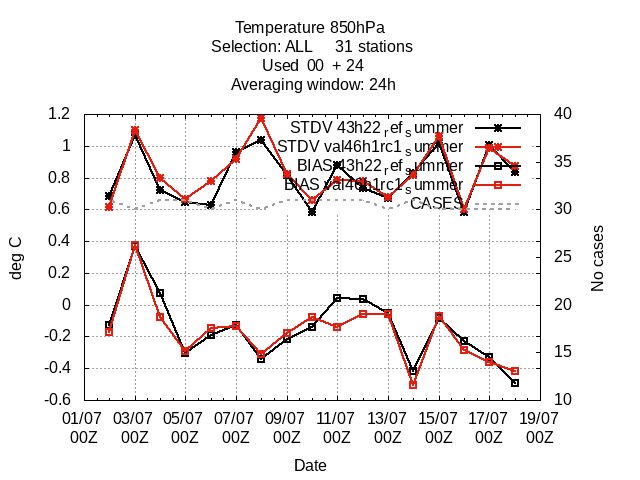 Temperature 850hPa
Selection: ALL     31 stations
Used  00  + 24
Averaging window: 24h
STDV 43h22_ref_summer
STDV val46h1rc1_summer
BIAS 43h22_ref_summer
BIAS val46h1rc1_summer
CASES
1.2
1
0.8
0.6
0.4
0.2
0
-0.2
-0.4
-0.6
deg C
40
35
30
25
20
15
10
No cases
01/07 03/07 05/07 07/07 09/07 11/07 13/07 15/07 17/07 19/07
00Z 00Z 00Z 00Z 00Z 00Z 00Z 00Z 00Z 00Z
Date